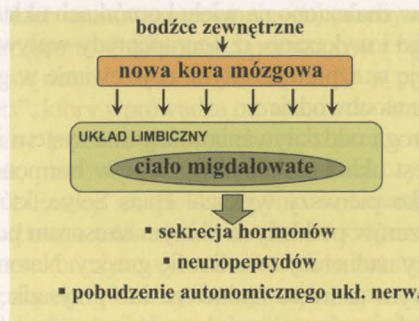 bodźce zewnętrzne
nowa kora mózgowa
UKŁAD LIMBICZNY
ciało migdałowate
▪ sekrecja hormonów
▪ neuropeptydów
▪ pobudzenie autonomicznego ukł. nerw.